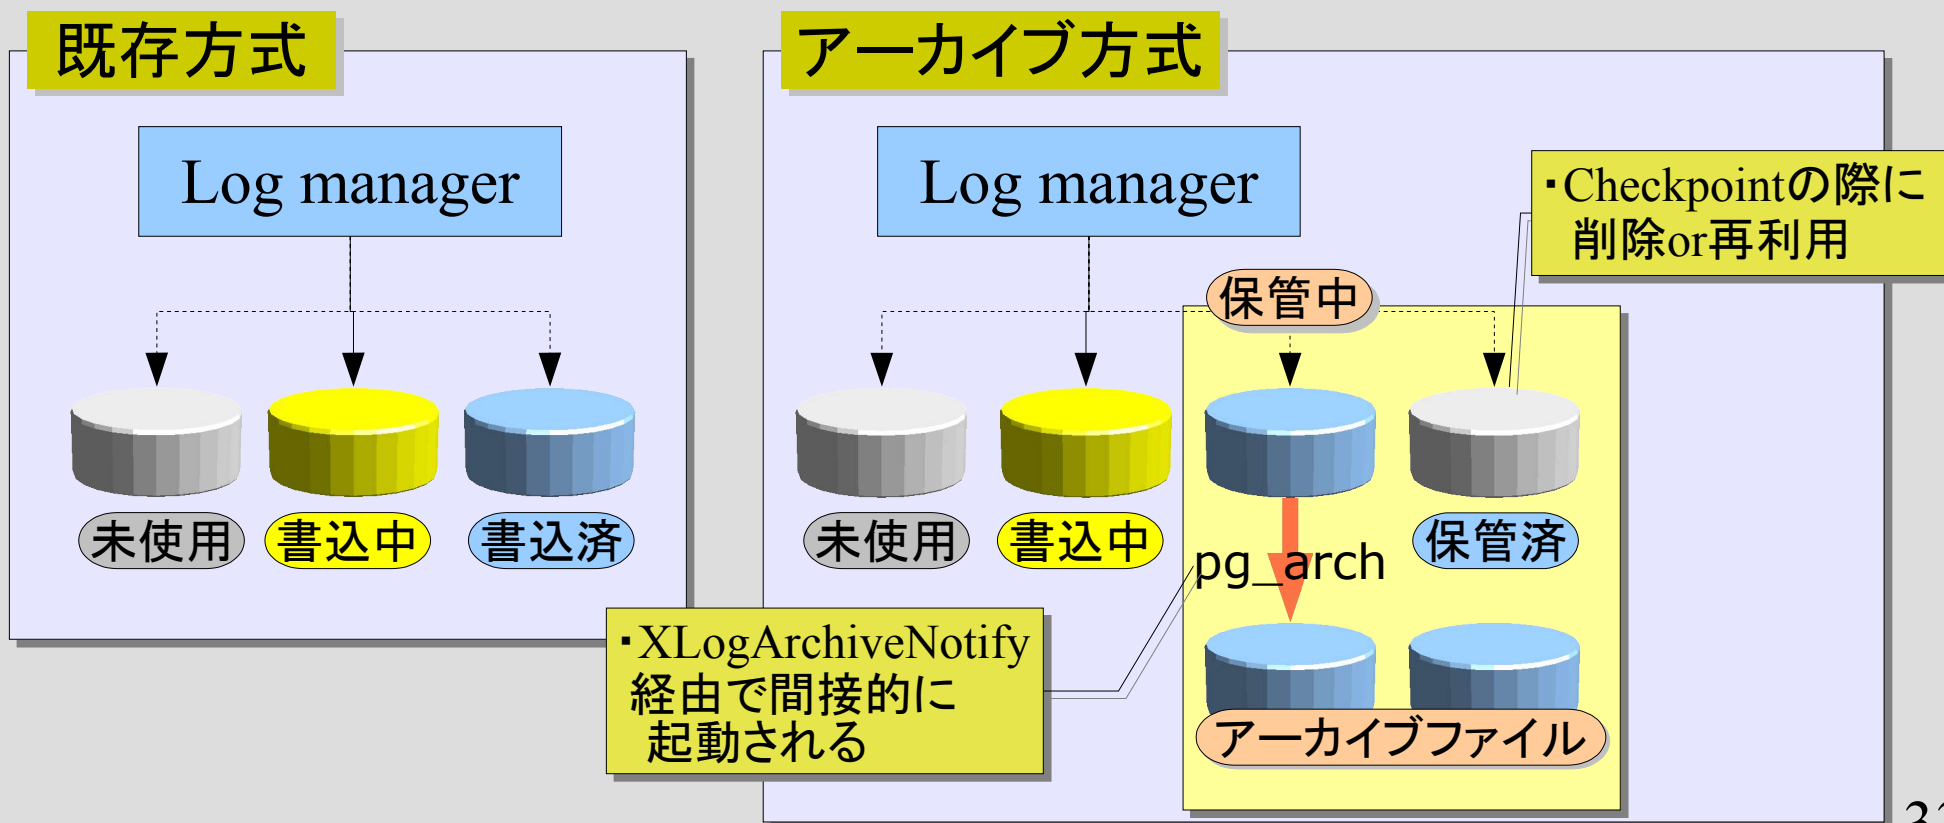 既存方式
Log manager
未使用
書込中
書込済
アーカイブ方式
Log manager
・Checkpointの際に
削除or再利用
保管中
未使用
書込中
保管済
pg_arch
・XLogArchiveNotify
経由で間接的に
起動される
アーカイブファイル